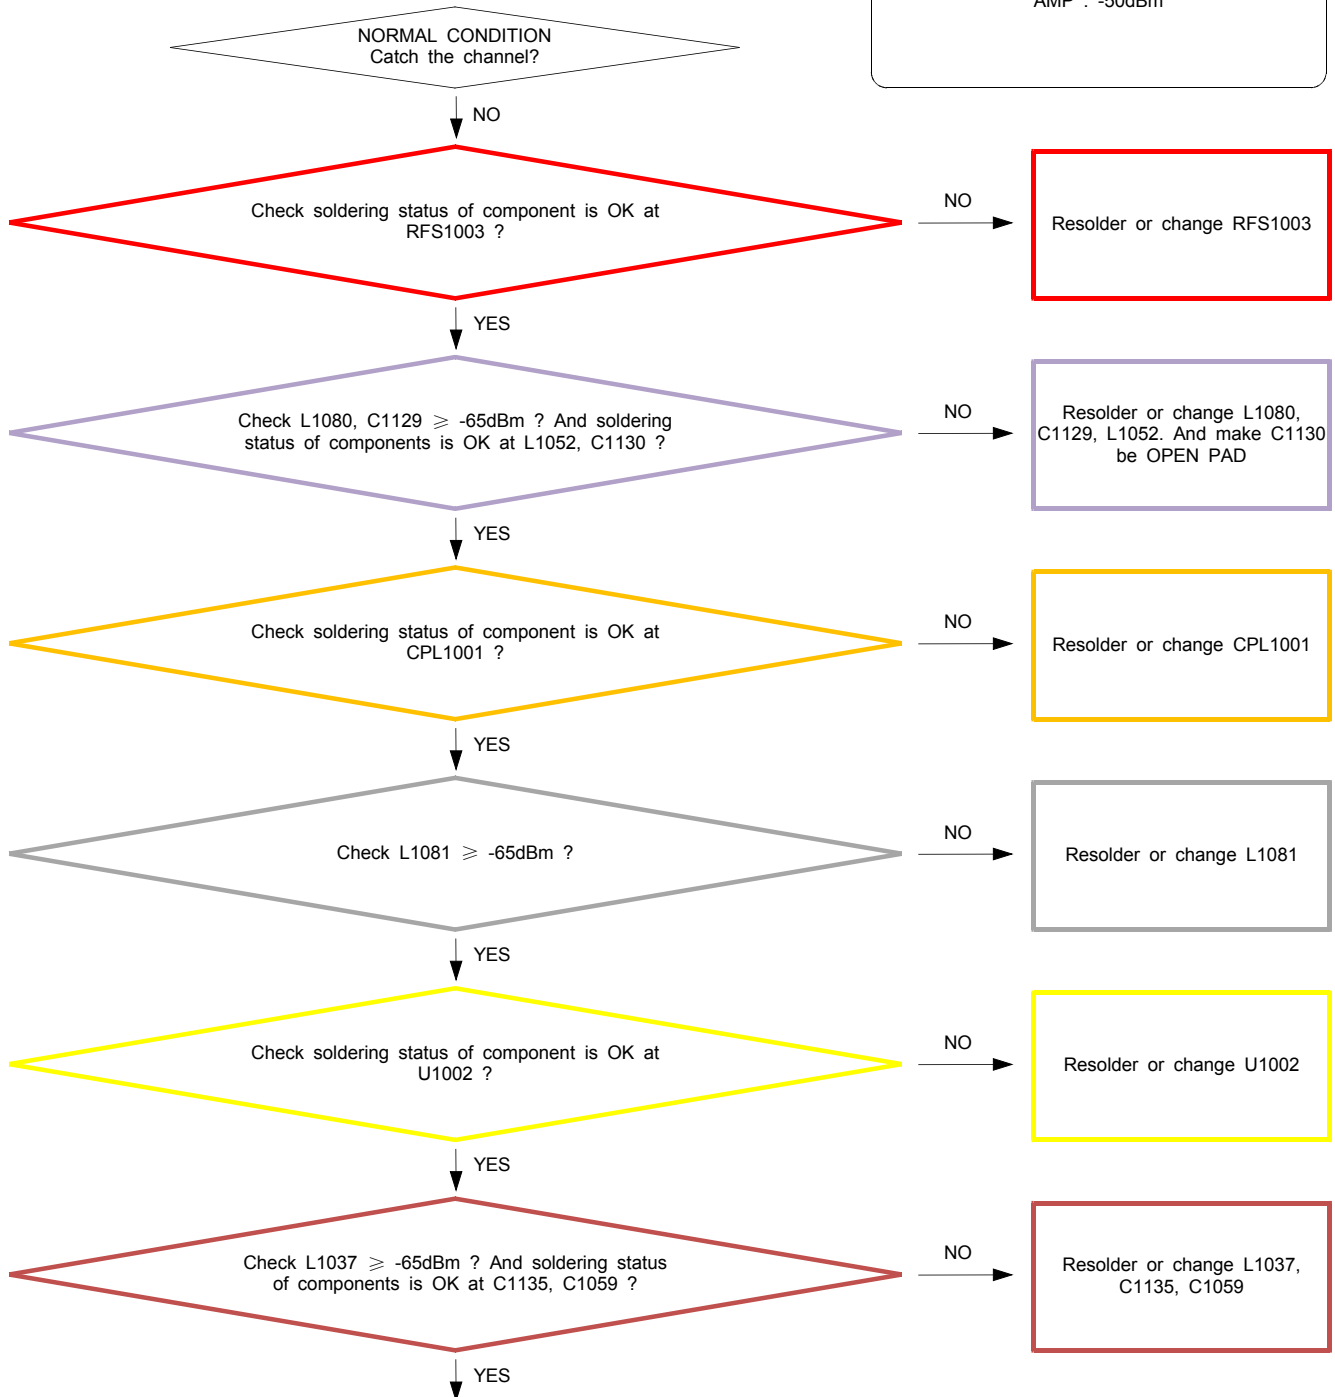 AMP : -50dBm
NORMAL CONDITION
Catch the channel?
NO
Check soldering status of component is OK at
RFS1003 ?
NO
Resolder or change RFS1003
YES
Check L1080, C1129 ≥ -65dBm ? And soldering
status of components is OK at L1052, C1130 ?
NO
Resolder or change L1080,
C1129, L1052. And make C1130
be OPEN PAD
YES
Check soldering status of component is OK at
CPL1001 ?
NO
Resolder or change CPL1001
YES
Check L1081 ≥ -65dBm ?
NO
Resolder or change L1081
YES
Check soldering status of component is OK at
U1002 ?
NO
Resolder or change U1002
YES
Check L1037 ≥ -65dBm ? And soldering status
of components is OK at C1135, C1059 ?
NO
Resolder or change L1037,
C1135, C1059
YES